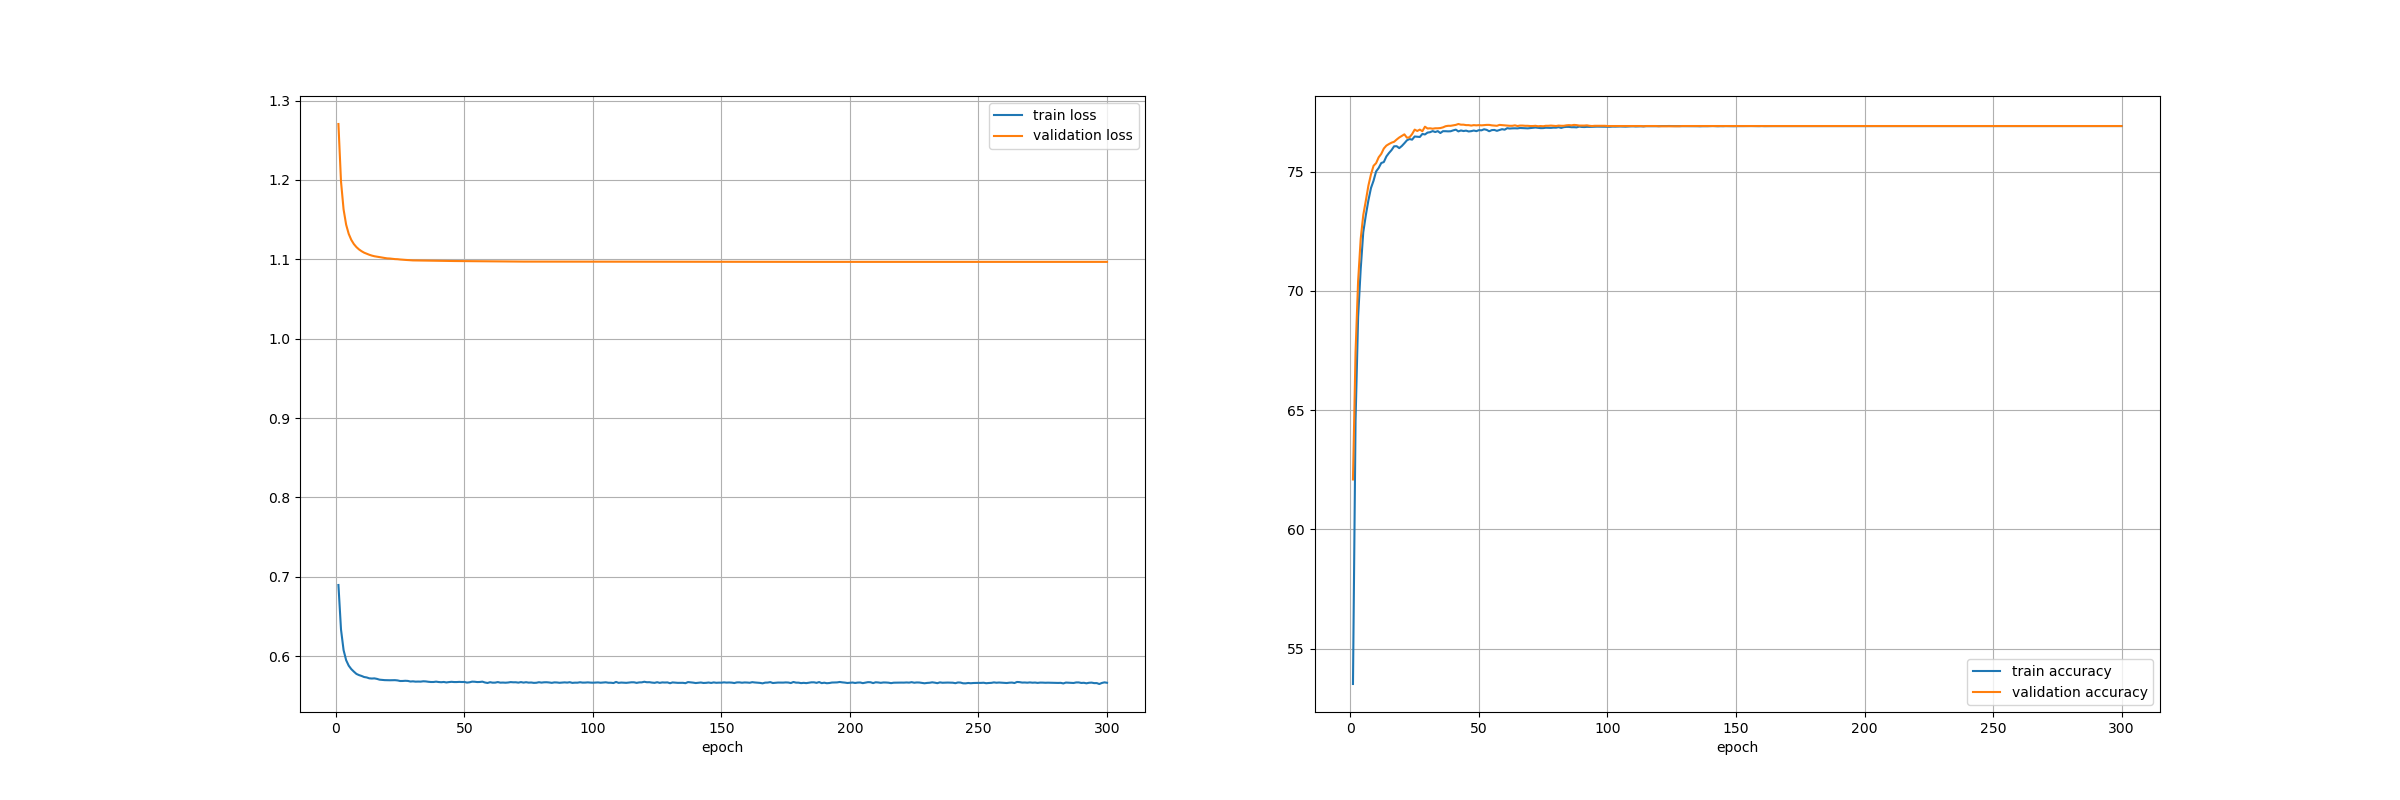 1.3
1.2
1.1
1.0
0.9
0.8
0.7
0.6
0 50 100 150 200 250 300
epoch
train loss
validation loss
75
70
65
60
55
0 50 100 150 200 250 300
epoch
train accuracy
validation accuracy